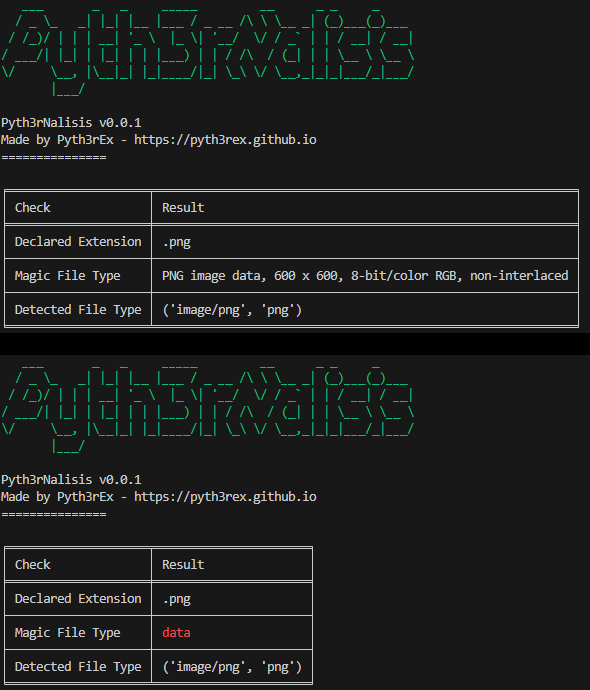 Pyth3rNalisis
Pyth3rNalisis v0.0.1
Made by Pyth3rEx - https://pyth3rex.github.io
===============
Check Result
Declared Extension .png
Magic File Type PNG image data, 600 x 600, 8-bit/color RGB, non-interlaced
Detected File Type ('image/png', 'png')
Pyth3rNalisis
Pyth3rNalisis v0.0.1
Made by Pyth3rEx - https://pyth3rex.github.io
===============
Check Result
Declared Extension .png
Magic File Type data
Detected File Type ('image/png', 'png')